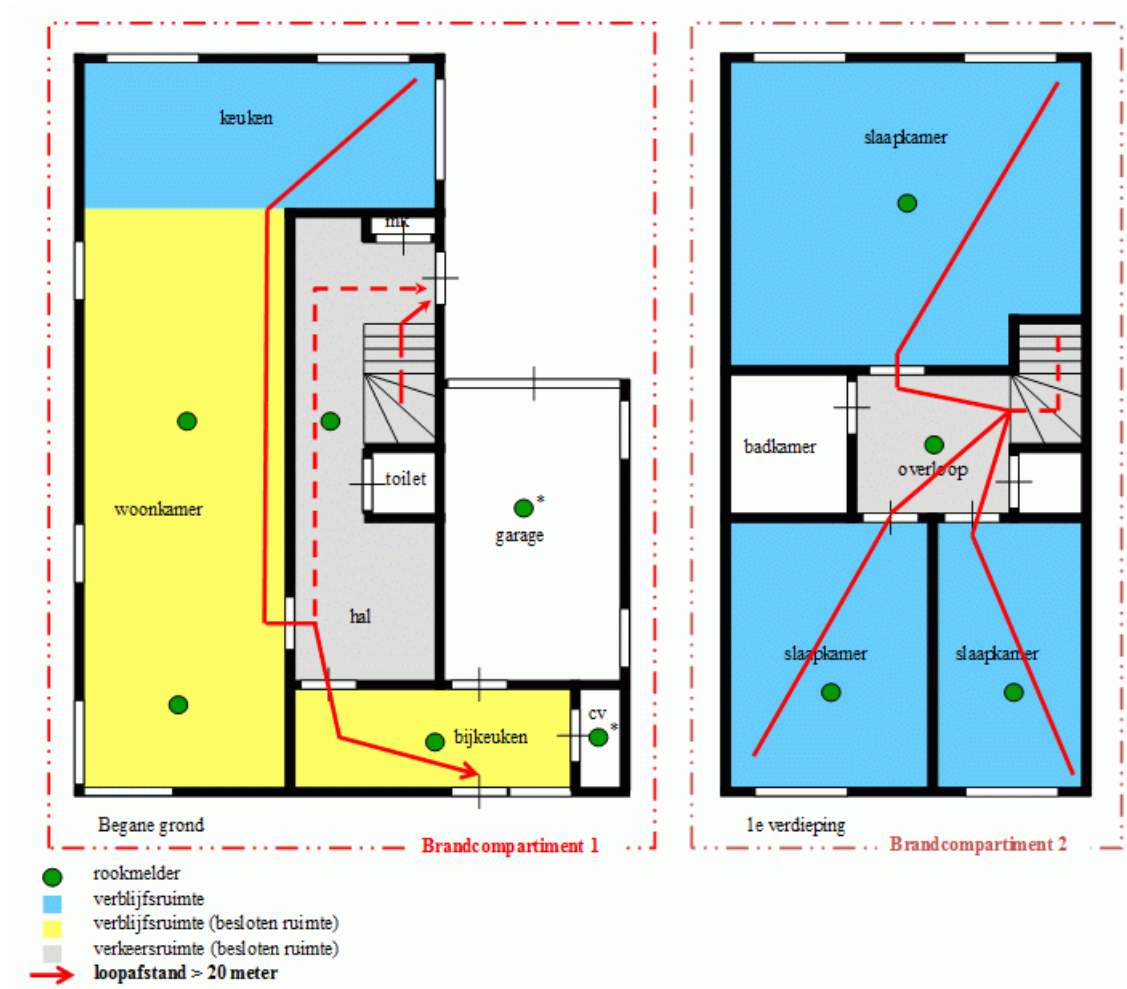 keuken
mk
toilet
woonkamer
*
garage
hal
cv
*
bijkeuken
Begane grond
Brandcompartiment 1
slaapkamer
badkamer
overloop
slaapkamer
slaapkamer
1e verdieping
Brandcompartiment 2
rookmelder
verblijfsruimte
verblijfsruimte (besloten ruimte)
verkeersruimte (besloten ruimte)
loopafstand > 20 meter